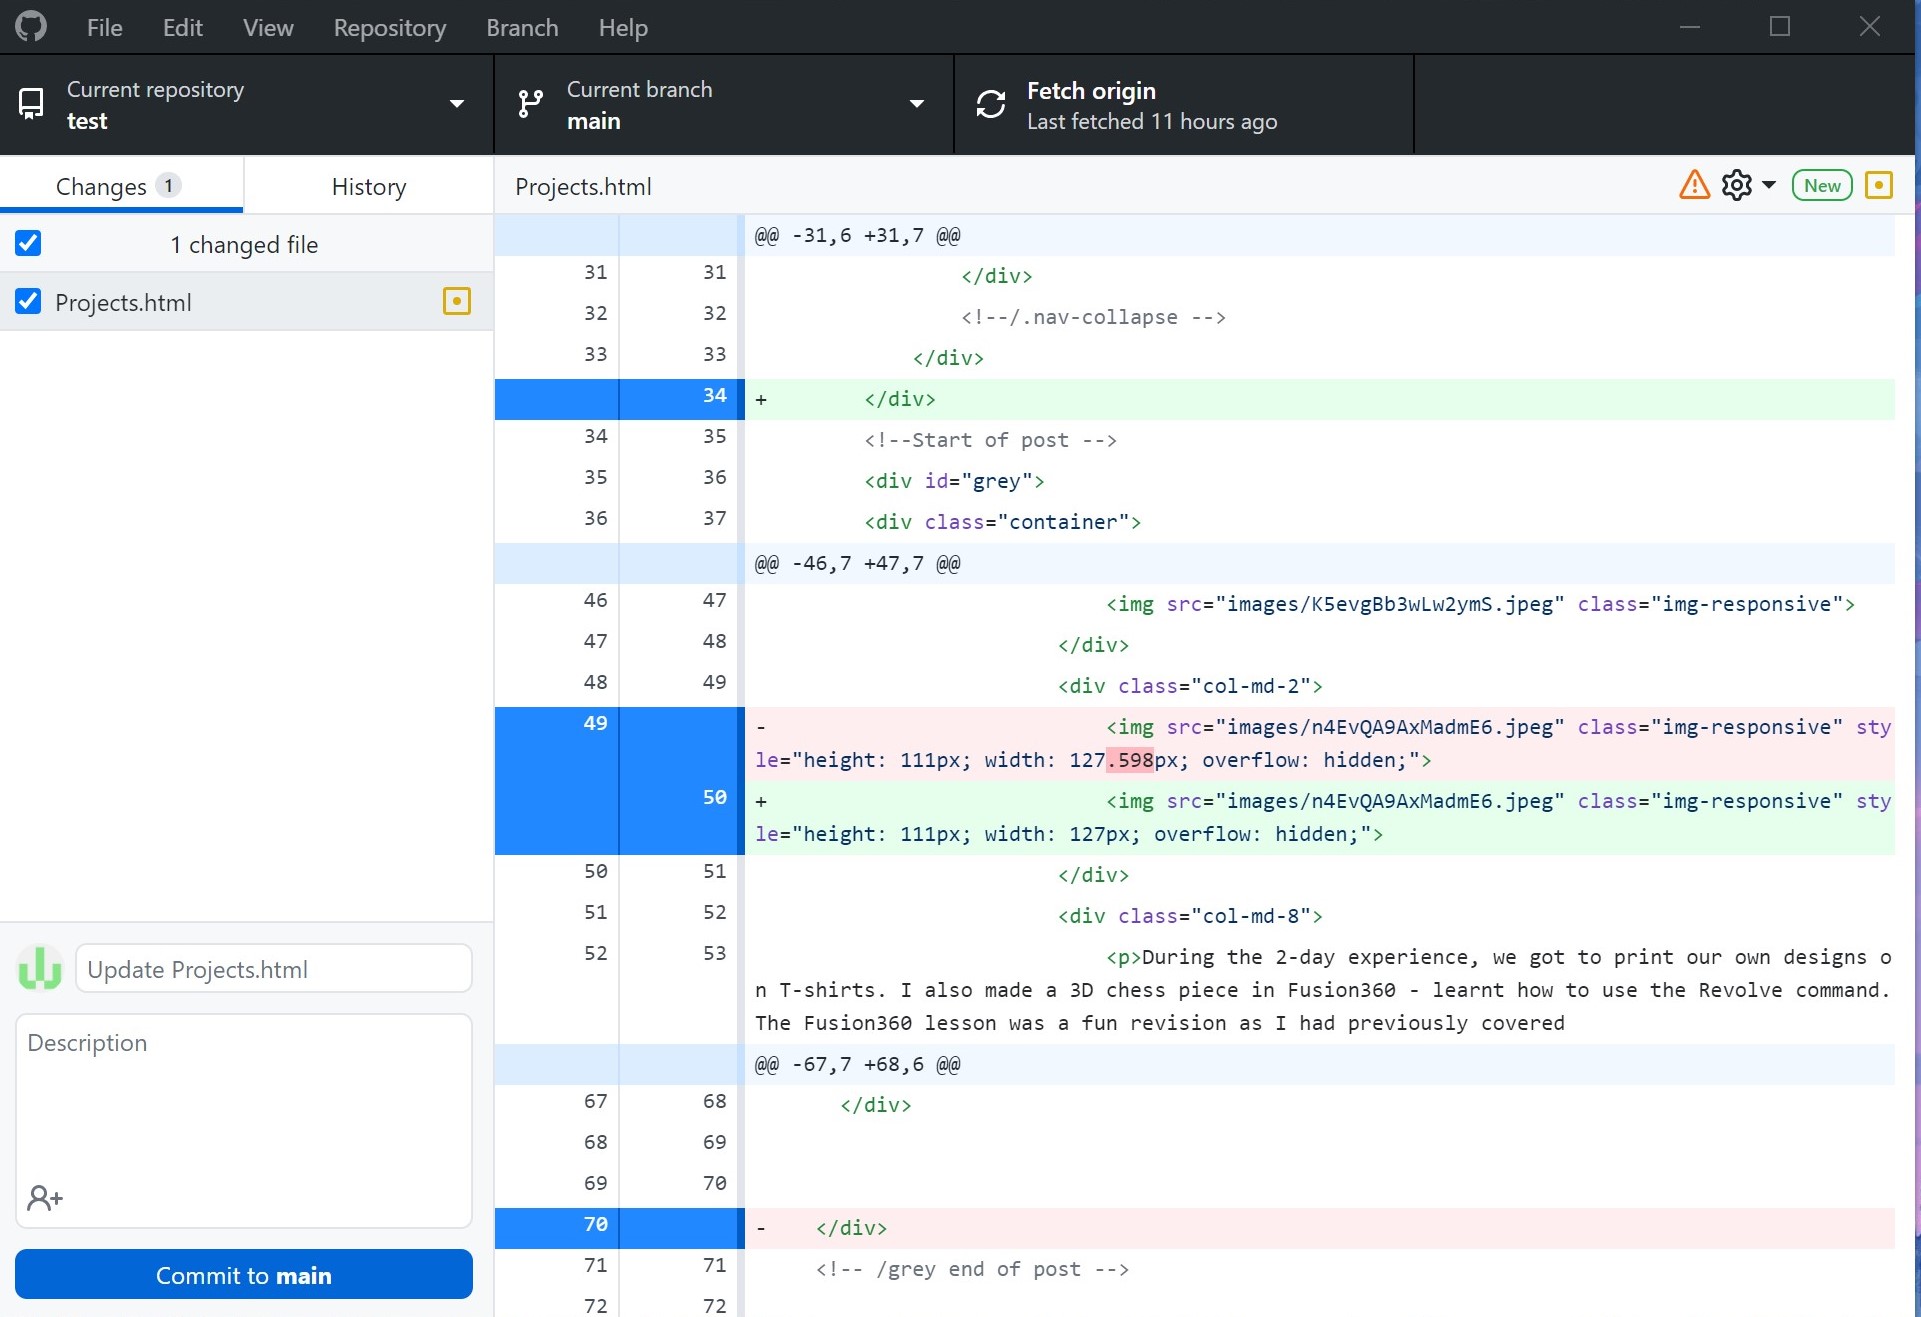 File Edit View Repository Branch Help
Current repository
test
Current branch
main
Fetch origin
Last fetched 11 hours ago
Changes 1
History
Projects.html
New
1 changed file
Projects.html
@@ -31,6 +31,7 @@
31 31 </div>
32 32 <!--/.nav-collapse -->
33 33 </div>
34 + </div>
34 35 <!--Start of post -->
35 36 <div id="grey">
36 37 <div class="container">
@@ -46,7 +47,7 @@
46 47 <img src="images/K5evgBb3wLw2ymS.jpeg" class="img-responsive">
47 48 </div>
48 49 <div class="col-md-2">
49 - <img src="images/n4EvQA9AxMadmE6.jpeg" class="img-responsive" sty
le="height: 111px; width: 127.598px; overflow: hidden;">
50 + <img src="images/n4EvQA9AxMadmE6.jpeg" class="img-responsive" sty
le="height: 111px; width: 127px; overflow: hidden;">
50 51 </div>
51 52 <div class="col-md-8">
52 53 <p>During the 2-day experience, we got to print our own designs o
n T-shirts. I also made a 3D chess piece in Fusion360 - learnt how to use the Revolve command.
The Fusion360 lesson was a fun revision as I had previously covered
@@ -67,7 +68,6 @@
67 68 </div>
68 69
69 70
70 - </div>
71 71 <!-- /grey end of post -->
72 72
Update Projects.html
Description
Commit to main